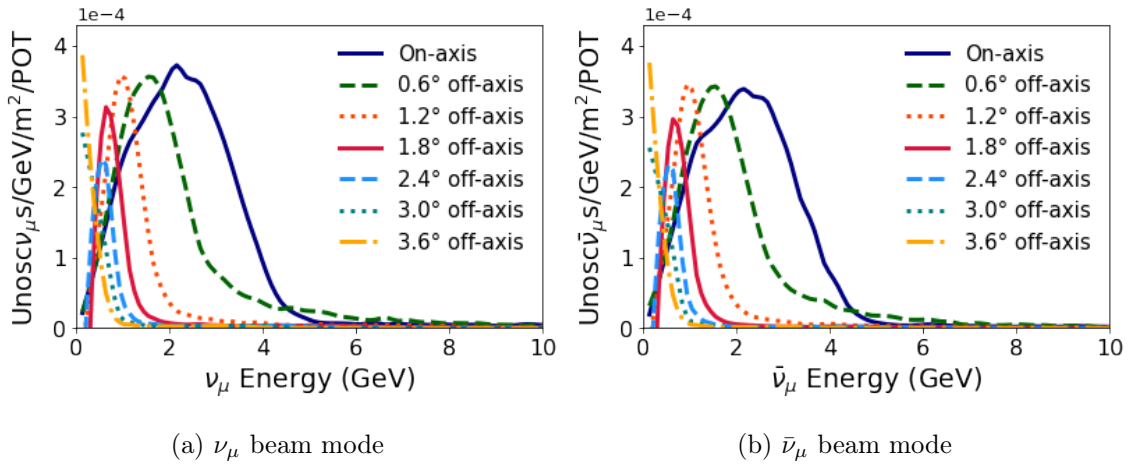 1e−4
Unoscν_μs/GeV/m²/POT
4
3
2
1
0
0 2 4 6 8 10
ν_μ Energy (GeV)
On-axis
0.6° off-axis
1.2° off-axis
1.8° off-axis
2.4° off-axis
3.0° off-axis
3.6° off-axis
(a) ν_μ beam mode
1e−4
Unoscν̄_μs/GeV/m²/POT
4
3
2
1
0
0 2 4 6 8 10
ν̄_μ Energy (GeV)
On-axis
0.6° off-axis
1.2° off-axis
1.8° off-axis
2.4° off-axis
3.0° off-axis
3.6° off-axis
(b) ν̄_μ beam mode